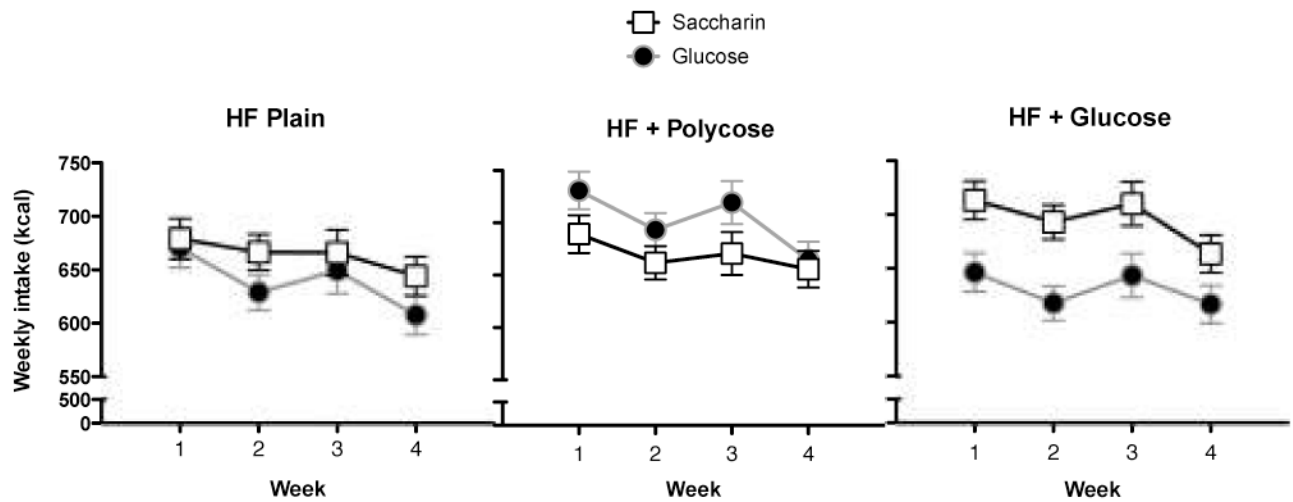 Saccharin
Glucose
HF Plain
HF + Polycose
HF + Glucose
Weekly intake (kcal)
750
700
650
600
550
500
0
1 2 3 4
1 2 3 4
1 2 3 4
Week
Week
Week